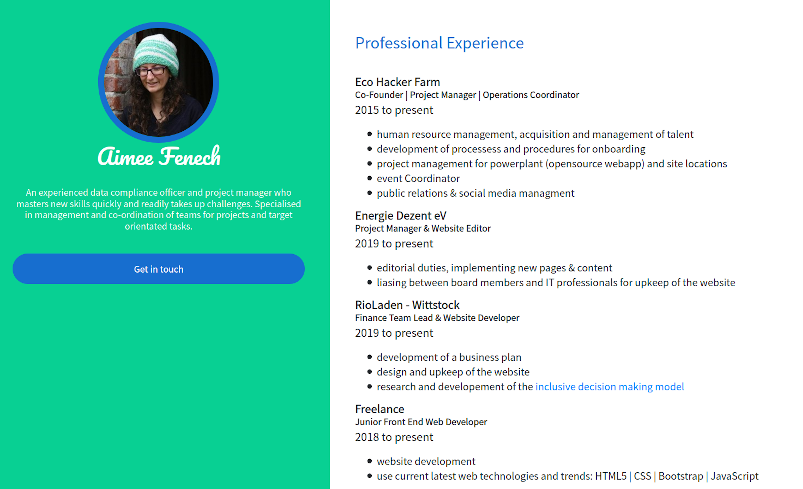 Aimee Fenech
An experienced data compliance officer and project manager who
masters new skills quickly and readily takes up challenges. Specialised
in management and co-ordination of teams for projects and target
orientated tasks.
Get in touch
Professional Experience
Eco Hacker Farm
Co-Founder | Project Manager | Operations Coordinator
2015 to present
human resource management, acquisition and management of talent
development of processess and procedures for onboarding
project management for powerplant (opensource webapp) and site locations
event Coordinator
public relations & social media managment
Energie Dezent eV
Project Manager & Website Editor
2019 to present
editorial duties, implementing new pages & content
liasing between board members and IT professionals for upkeep of the website
RioLaden - Wittstock
Finance Team Lead & Website Developer
2019 to present
development of a business plan
design and upkeep of the website
research and developement of the inclusive decision making model
Freelance
Junior Front End Web Developer
2018 to present
website development
use current latest web technologies and trends: HTML5 | CSS | Bootstrap | JavaScript